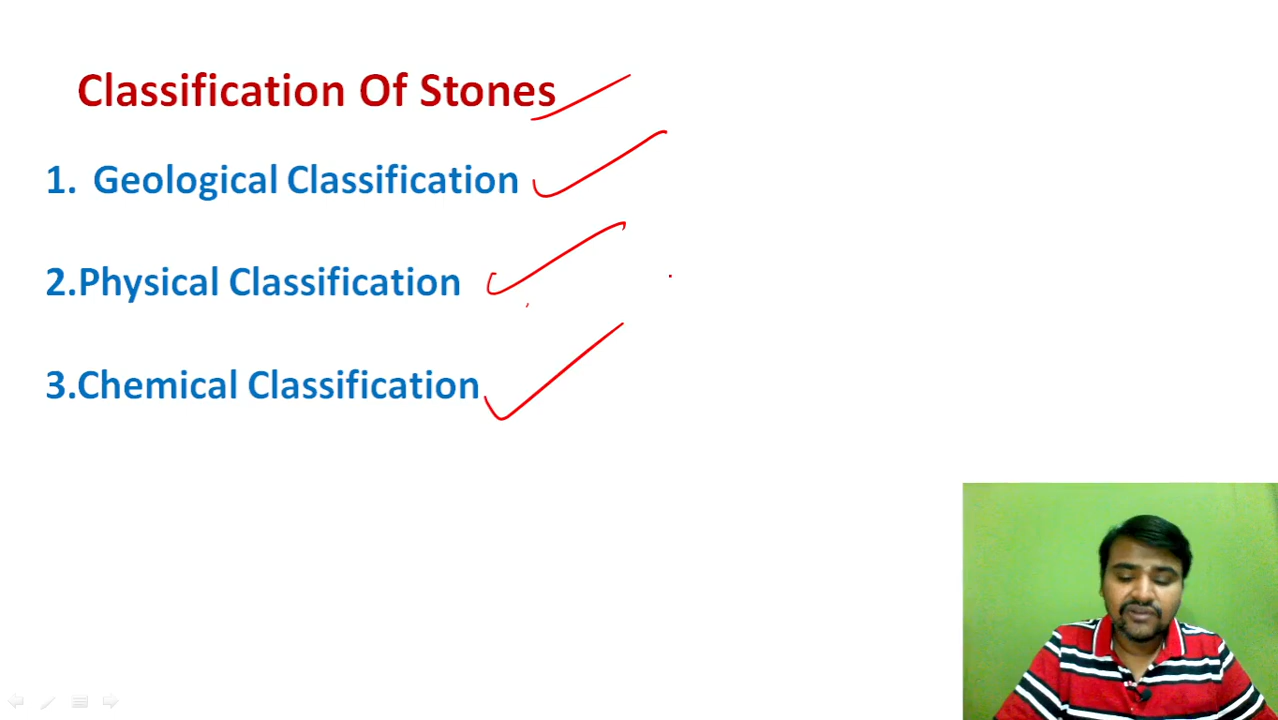 Classification Of Stones
1. Geological Classification
2.Physical Classification
3.Chemical Classification